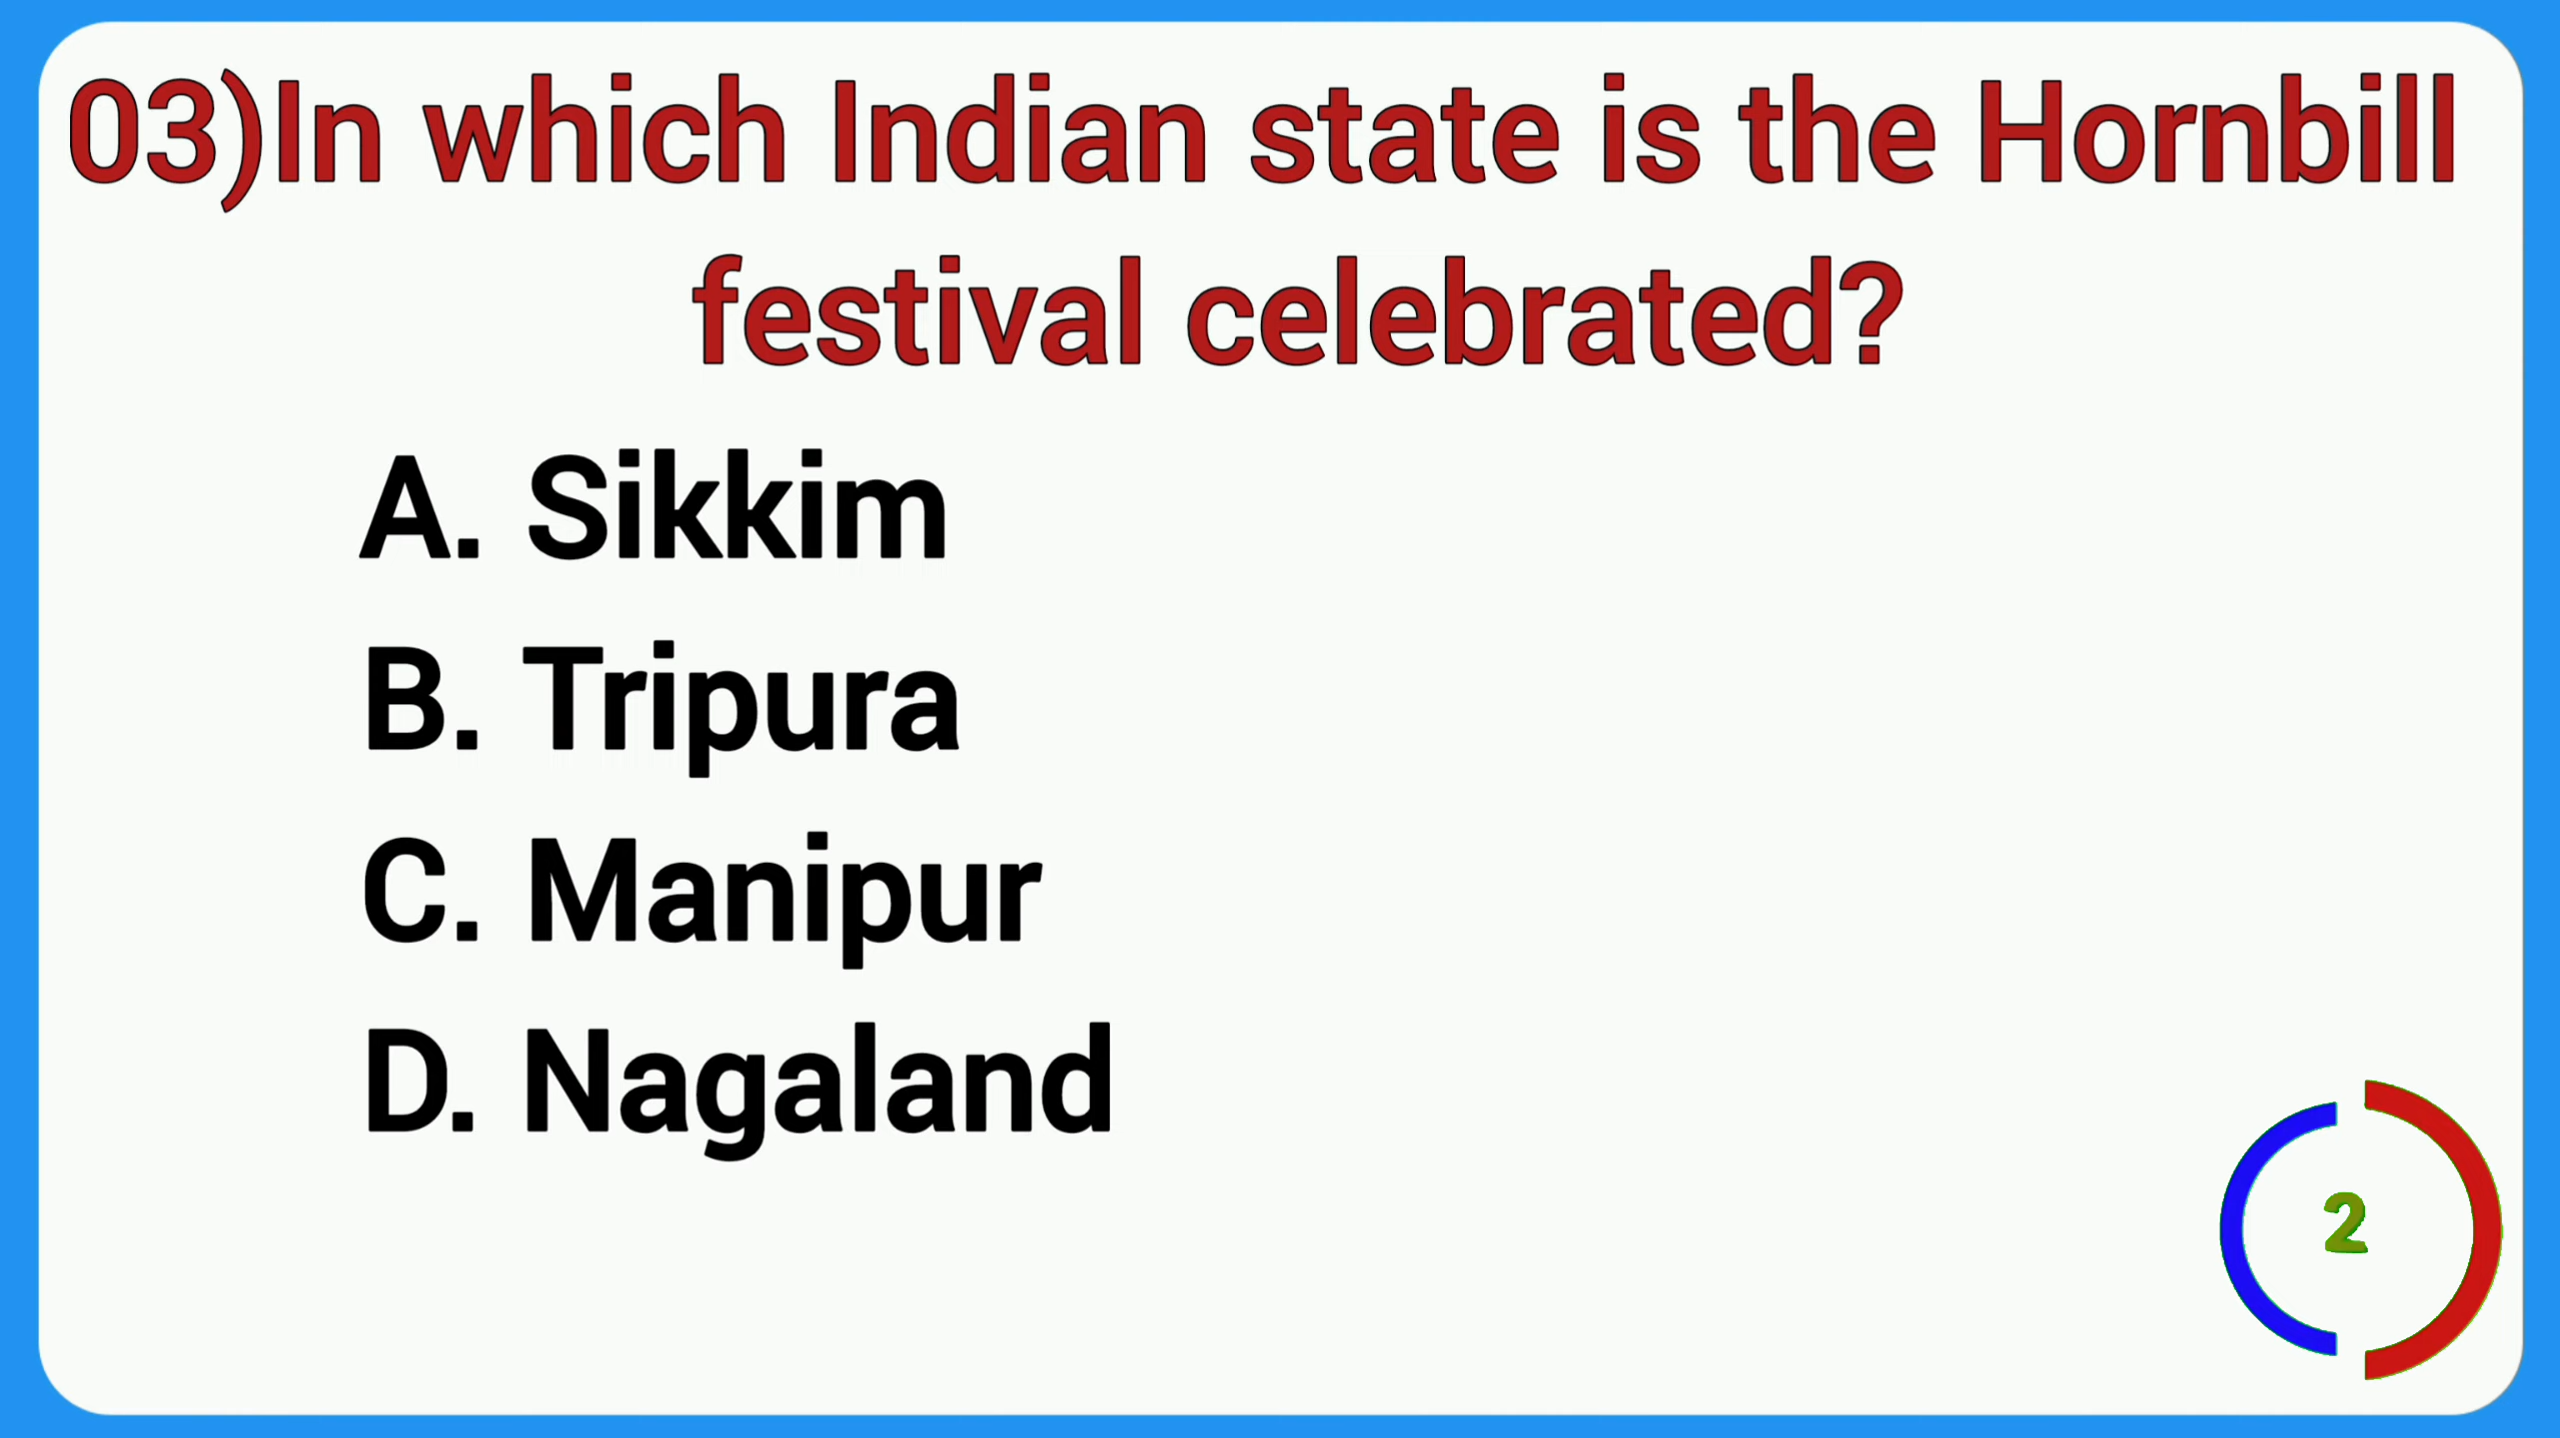 03)In which Indian state is the Hornbill
festival celebrated?
A. Sikkim
B. Tripura
C. Manipur
D. Nagaland
2